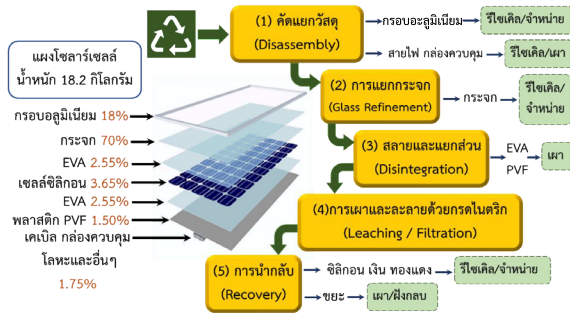 แผงโซลาร์เซลล์
น้ำหนัก 18.2 กิโลกรัม
กรอบอลูมิเนียม 18%
กระจก 70%
EVA 2.55%
เซลล์ซิลิกอน 3.65%
EVA 2.55%
พลาสติก PVF 1.50%
เคเบิล กล่องควบคุม
โลหะและอื่นๆ
1.75%
(1) คัดแยกวัสดุ
(Disassembly)
กรอบอะลูมิเนียม
รีไซเคิล/จำหน่าย
สายไฟ กล่องควบคุม
รีไซเคิล/เผา
(2) การแยกกระจก
(Glass Refinement)
กระจก
รีไซเคิล/
จำหน่าย
(3) สลายและแยกส่วน
(Disintegration)
EVA
PVF
เผา
(4)การเผาและละลายด้วยกรดไนตริก
(Leaching / Filtration)
(5) การนำกลับ
(Recovery)
ซิลิกอน เงิน ทองแดง
รีไซเคิล/จำหน่าย
ขยะ
เผา/ฝังกลบ